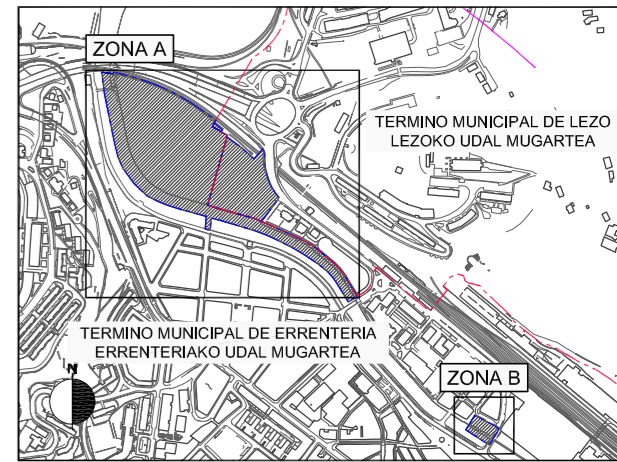 ZONA A
TERMINO MUNICIPAL DE LEZO
LEZOKO UDAL MUGARTEA
TERMINO MUNICIPAL DE ERRENTERIA
ERRENTERIAKO UDAL MUGARTEA
N
ZONA B